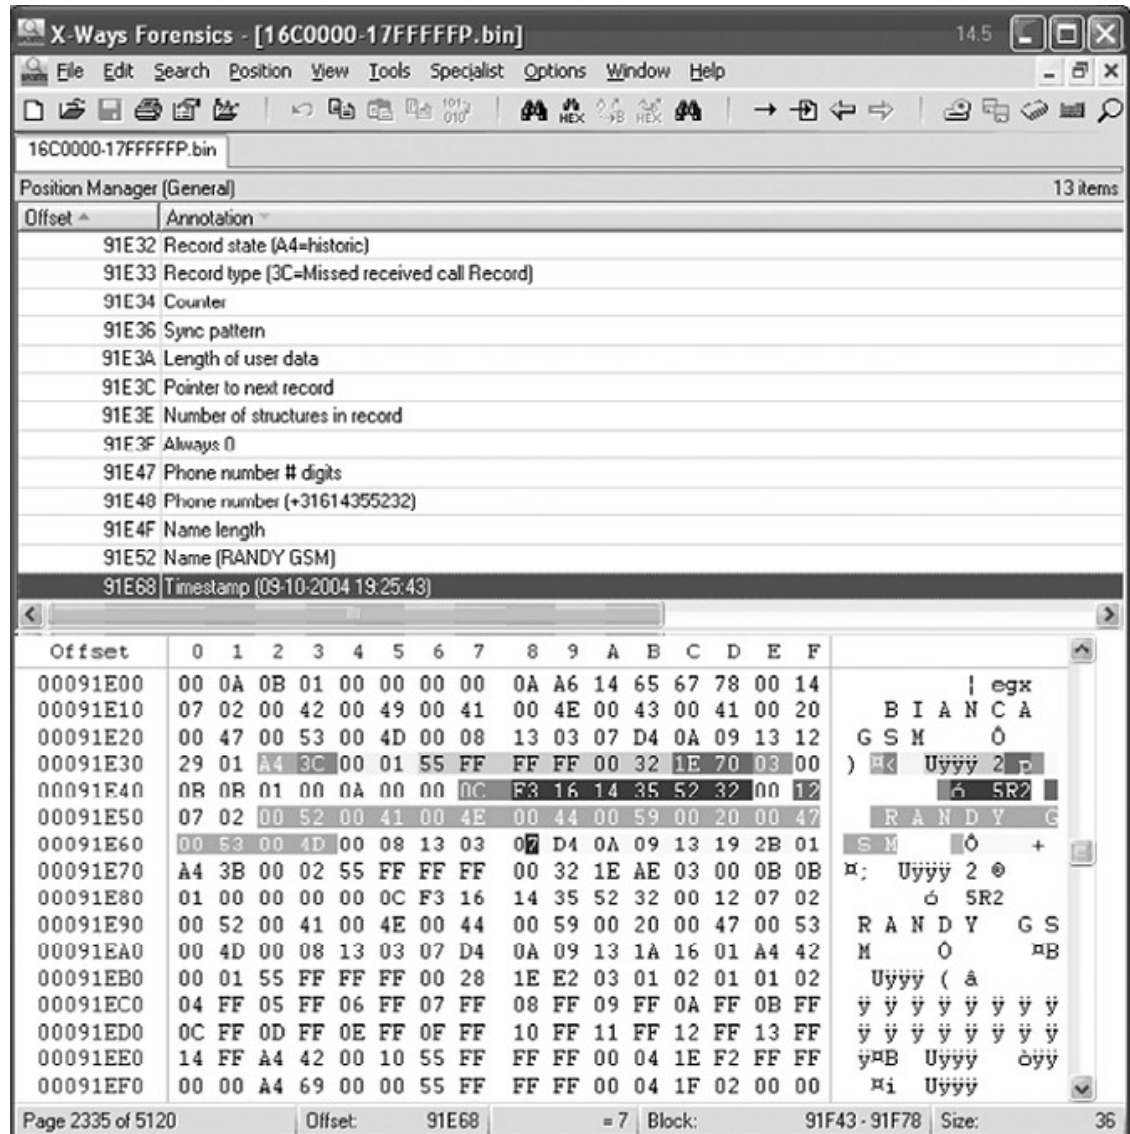 X-Ways Forensics - [16C0000-17FFFFFP.bin] 14.5
File Edit Search Position View Tools Specialist Options Window Help
16C0000-17FFFFFP.bin
Position Manager (General) 13 items
Offset Annotation
91E32 Record state (A4=historic)
91E33 Record type (3C=Missed received call Record)
91E34 Counter
91E36 Sync pattern
91E3A Length of user data
91E3C Pointer to next record
91E3E Number of structures in record
91E3F Always 0
91E47 Phone number # digits
91E48 Phone number (+31614355232)
91E4F Name length
91E52 Name (RANDY GSM)
91E68 Timestamp (09-10-2004 19:25:43)
Offset 0 1 2 3 4 5 6 7 8 9 A B C D E F
00091E00 00 0A 0B 01 00 00 00 00 0A A6 14 65 67 78 00 14 ¦ egx
00091E10 07 02 00 42 00 49 00 41 00 4E 00 43 00 41 00 20 B I A N C A
00091E20 00 47 00 53 00 4D 00 08 13 03 07 D4 0A 09 13 12 G S M Ô
00091E30 29 01 A4 3C 00 01 55 FF FF FF 00 32 1E 70 03 00 ) ¤< Uÿÿÿ 2 p
00091E40 0B 0B 01 00 0A 00 00 0C F3 16 14 35 52 32 00 12 ó 5R2
00091E50 07 02 00 52 00 41 00 4E 00 44 00 59 00 20 00 47 R A N D Y G
00091E60 00 53 00 4D 00 08 13 03 07 D4 0A 09 13 19 2B 01 S M Ô +
00091E70 A4 3B 00 02 55 FF FF FF 00 32 1E AE 03 00 0B 0B ¤; Uÿÿÿ 2 ®
00091E80 01 00 00 00 00 0C F3 16 14 35 52 32 00 12 07 02 ó 5R2
00091E90 00 52 00 41 00 4E 00 44 00 59 00 20 00 47 00 53 R A N D Y G S
00091EA0 00 4D 00 08 13 03 07 D4 0A 09 13 1A 16 01 A4 42 M Ô ¤B
00091EB0 00 01 55 FF FF FF 00 28 1E E2 03 01 02 01 01 02 Uÿÿÿ ( â
00091EC0 04 FF 05 FF 06 FF 07 FF 08 FF 09 FF 0A FF 0B FF ÿ ÿ ÿ ÿ ÿ ÿ ÿ ÿ
00091ED0 0C FF 0D FF 0E FF 0F FF 10 FF 11 FF 12 FF 13 FF ÿ ÿ ÿ ÿ ÿ ÿ ÿ ÿ
00091EE0 14 FF A4 42 00 10 55 FF FF FF 00 04 1E F2 FF FF ÿ¤B Uÿÿÿ òÿÿ
00091EF0 00 00 A4 69 00 00 55 FF FF FF 00 04 1F 02 00 00 ¤i Uÿÿÿ
Page 2335 of 5120 Offset: 91E68 = 7 Block: 91F43 - 91F78 Size: 36